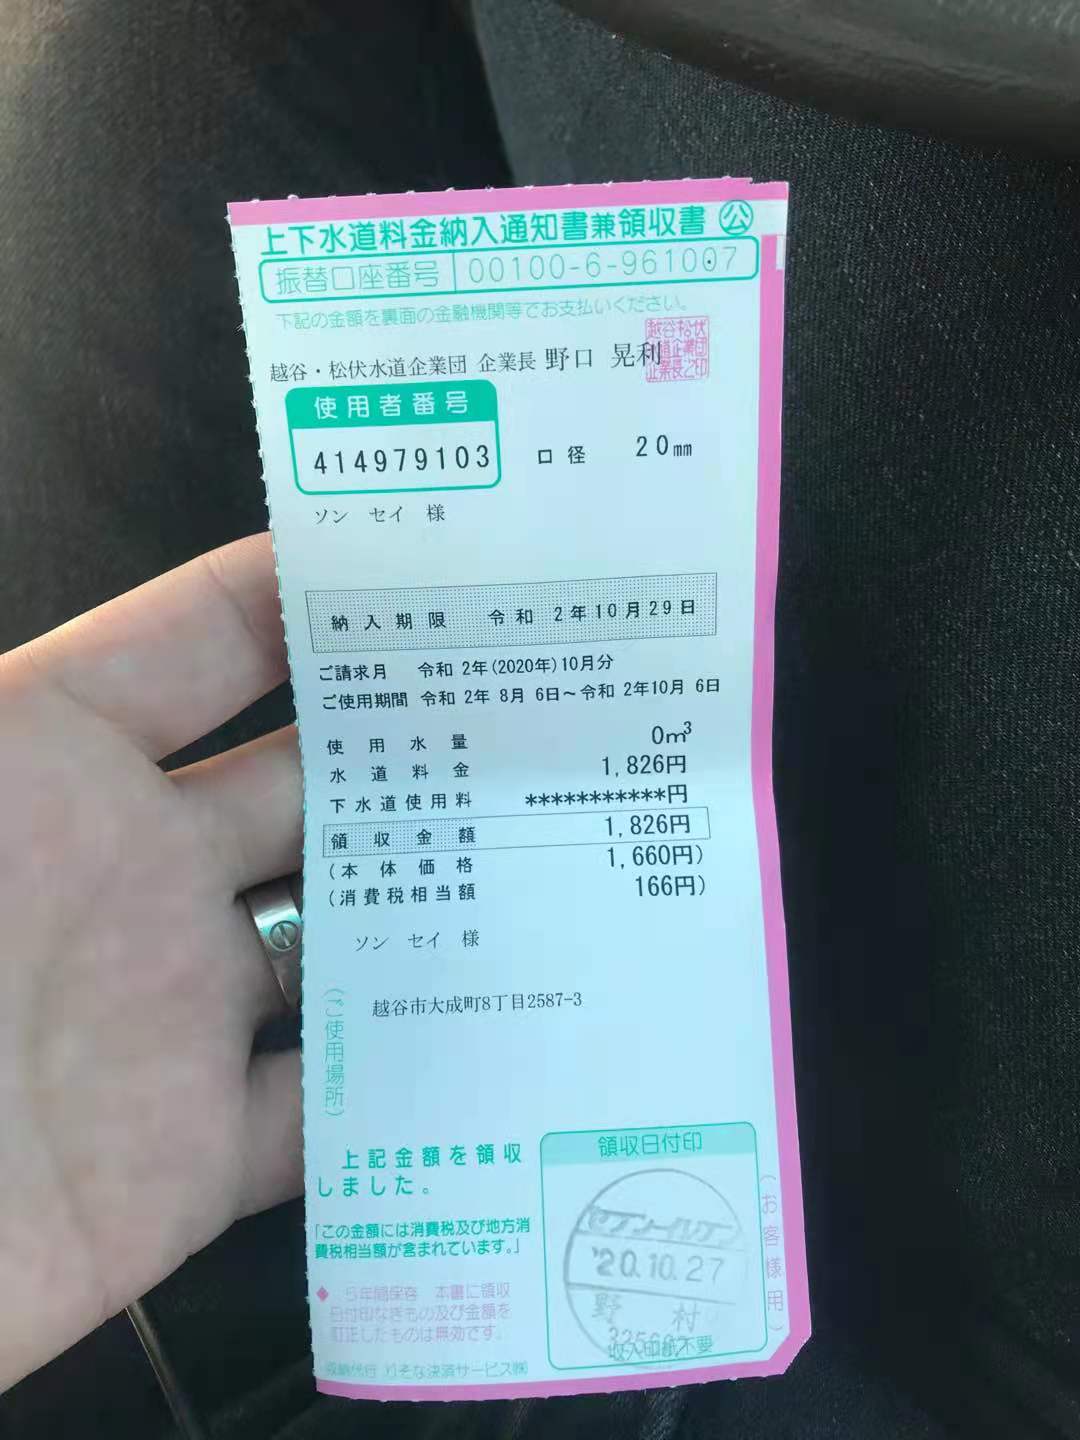 上下水道料金納入通知書兼領収書 公
振替口座番号 00100-6-961007
下記の金額を裏面の金融機関等でお支払いください。
越谷・松伏水道企業団 企業長 野口 晃利
越谷松伏水道企業団企業長之印
使用者番号
414979103 口径 20mm
ソン セイ 様
納入期限 令和 2年10月29日
ご請求月 令和 2年(2020年)10月分
ご使用期間 令和 2年 8月 6日~令和 2年10月 6日
使用水量 0m³
水道料金 1,826円
下水道使用料 ***********円
領収金額 1,826円
(本体価格 1,660円)
(消費税相当額 166円)
ソン セイ 様
(ご使用場所)
越谷市大成町8丁目2587-3
上記金額を領収
しました。
「この金額には消費税及び地方消
費税相当額が含まれています。」
◆ 5年間保存 本書に領収
日付印なきもの及び金額を
訂正したものは無効です。
収納代行 りそな決済サービス㈱
領収日付印
セブン-イレブン
'20.10.27
野村
収入印紙不要
(お客様用)